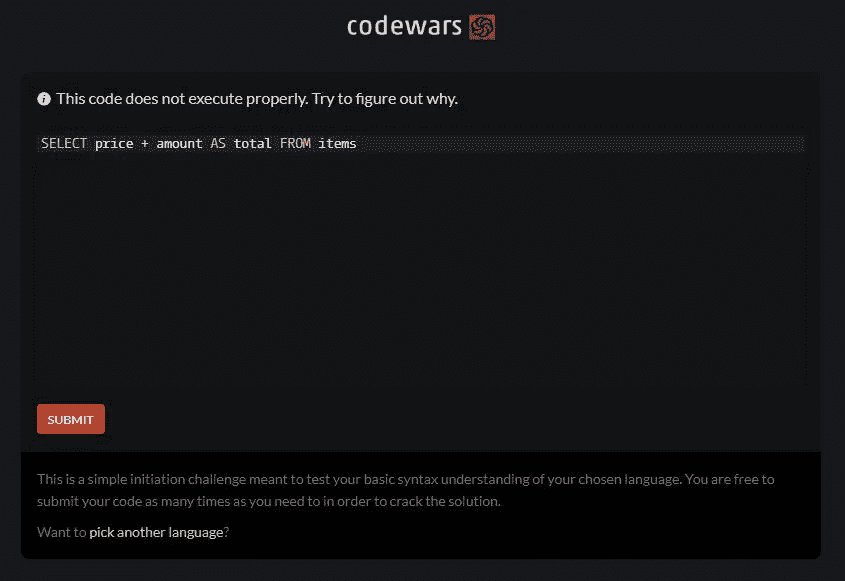 codewars
This code does not execute properly. Try to figure out why.
SELECT price + amount AS total FROM items
SUBMIT
This is a simple initiation challenge meant to test your basic syntax understanding of your chosen language. You are free to
submit your code as many times as you need to in order to crack the solution.
Want to pick another language?